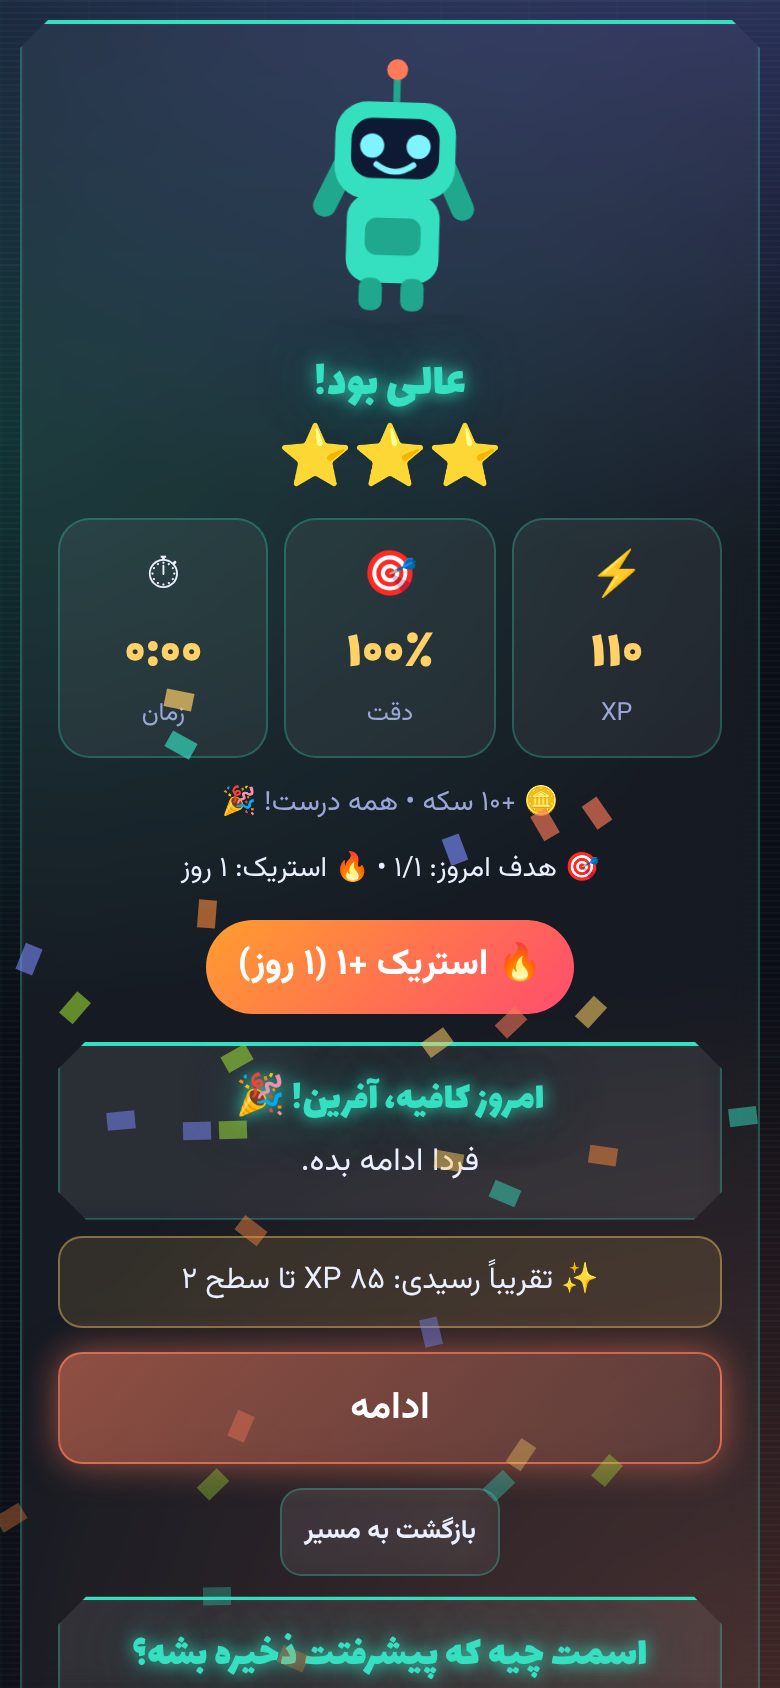 عالی بود!
⭐⭐⭐
⚡ 🎯 ⏱
۱۱۰ ۱۰۰٪ ۰:۰۰
XP دقت زمان
🪙 +۱۰ سکه • همه درست! 🎉
🎯 هدف امروز: ۱/۱ • 🔥 استریک: ۱ روز
🔥 استریک +۱ (۱ روز)
امروز کافیه، آفرین! 🎉
فردا ادامه بده.
✨ تقریباً رسیدی: ۸۵ XP تا سطح ۲
ادامه
بازگشت به مسیر
اسمت چیه که پیشرفتت ذخیره بشه؟